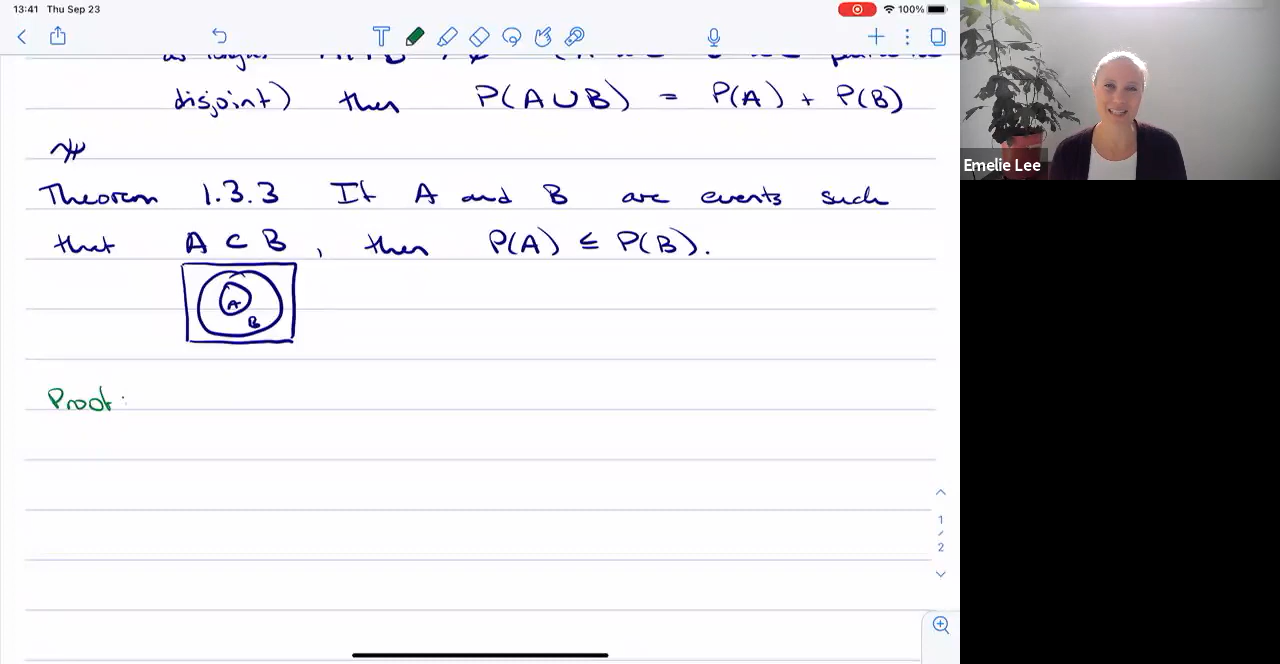 13:41 Thu Sep 23 100%
disjoint) then P(A∪B) = P(A) + P(B)
Theorem 1.3.3 If A and B are events such
that A ⊂ B, then P(A) ≤ P(B).
A
B
Proof:
1
/
2
Emelie Lee